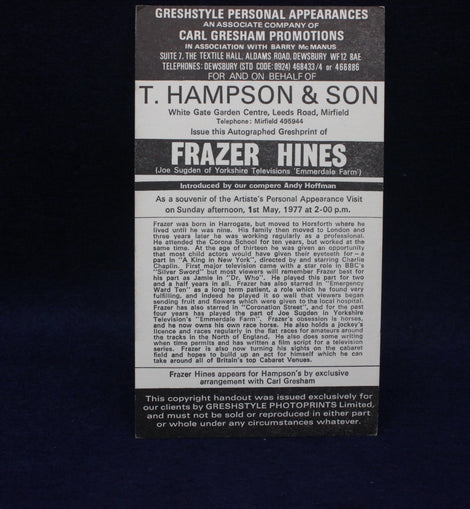 GRESHSTYLE PERSONAL APPEARANCES
AN ASSOCIATE COMPANY OF
CARL GRESHAM PROMOTIONS
IN ASSOCIATION WITH BARRY McMANUS
SUITE 7, THE TEXTILE HALL, ALDAMS ROAD, DEWSBURY WF12 8AE
TELEPHONES: DEWSBURY (STD CODE: 0924) 468433/4 or 466886
FOR AND ON BEHALF OF
T. HAMPSON & SON
White Gate Garden Centre, Leeds Road, Mirfield
Telephone: Mirfield 495944
Issue this Autographed Greshprint of
FRAZER HINES
(Joe Sugden of Yorkshire Televisions 'Emmerdale Farm')
Introduced by our compere Andy Hoffman
As a souvenir of the Artiste's Personal Appearance Visit
on Sunday afternoon, 1st May, 1977 at 2-00 p.m.
Frazer was born in Harrogate, but moved to Horsforth where he
lived until he was nine. His family then moved to London and
three years later he was working regularly as a professional.
He attended the Corona School for ten years, but worked at the
same time. At the age of thirteen he was given an opportunity
that most child actors would have given their eyeteeth for – a
part in "A King in New York", directed by and starring Charlie
Chaplin. First major television came with a star role in BBC's
"Silver Sword" but most viewers will remember Frazer best for
his part as Jamie in "Dr. Who". He played this part for two
and a half years in all. Frazer has also starred in "Emergency
Ward Ten" as a long term patient, a role which he found very
fulfilling, and indeed he played it so well that viewers began
sending fruit and flowers which were given to the local hospital.
Frazer has also starred in "Coronation Street", and for the past
four years has played the part of Joe Sugden in Yorkshire
Television's "Emmerdale Farm". Frazer's obsession is horses,
and he now owns his own race horse. He also holds a jockey's
licence and races regularly in the flat races for amateurs around
the tracks in the North of England. He also does some writing
when time permits and has written a film script for a television
series. Frazer is also now turning his sights on the cabaret
field and hopes to build up an act for himself which he can
take around all of Britain's top Cabaret Venues.
Frazer Hines appears for Hampson's by exclusive
arrangement with Carl Gresham
This copyright handout was issued exclusively for
our clients by GRESHSTYLE PHOTOPRINTS Limited,
and must not be sold or reproduced in either part
or whole under any circumstances whatever.